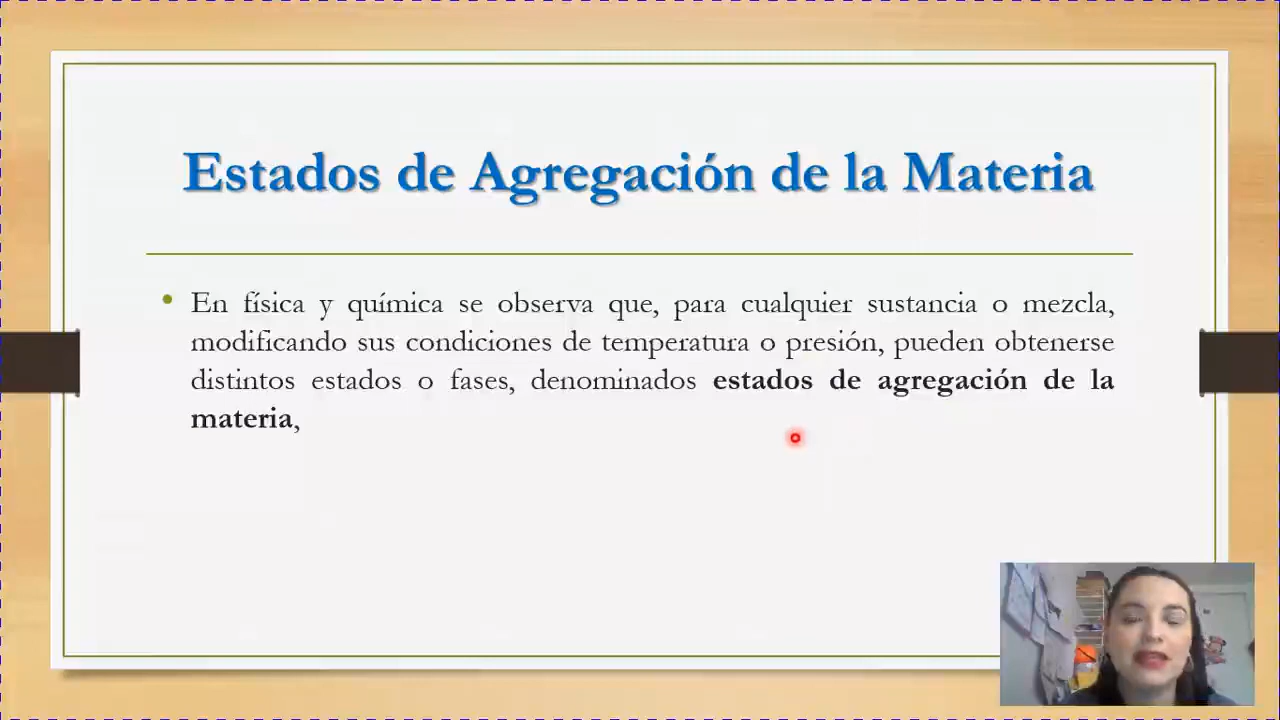 Estados de Agregación de la Materia
• En física y química se observa que, para cualquier sustancia o mezcla,
modificando sus condiciones de temperatura o presión, pueden obtenerse
distintos estados o fases, denominados estados de agregación de la
materia,